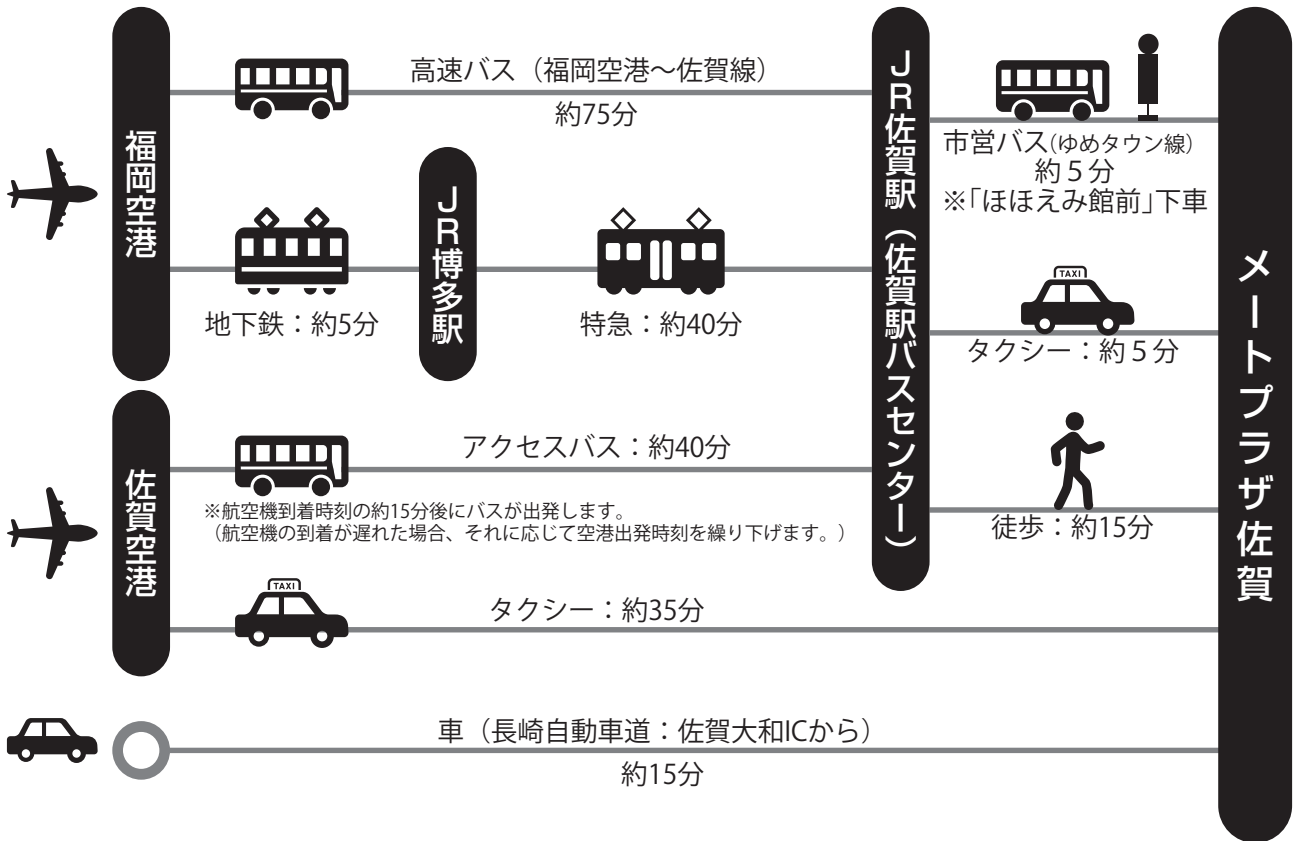 福岡空港
高速バス（福岡空港～佐賀線）
約75分
地下鉄：約5分
JR博多駅
特急：約40分
佐賀空港
アクセスバス：約40分
※航空機到着時刻の約15分後にバスが出発します。
（航空機の到着が遅れた場合、それに応じて空港出発時刻を繰り下げます。）
TAXI
タクシー：約35分
車（長崎自動車道：佐賀大和ICから）
約15分
JR佐賀駅（佐賀駅バスセンター）
市営バス（ゆめタウン線）
約５分
※｢ほほえみ館前｣下車
TAXI
タクシー：約５分
徒歩：約15分
メートプラザ佐賀